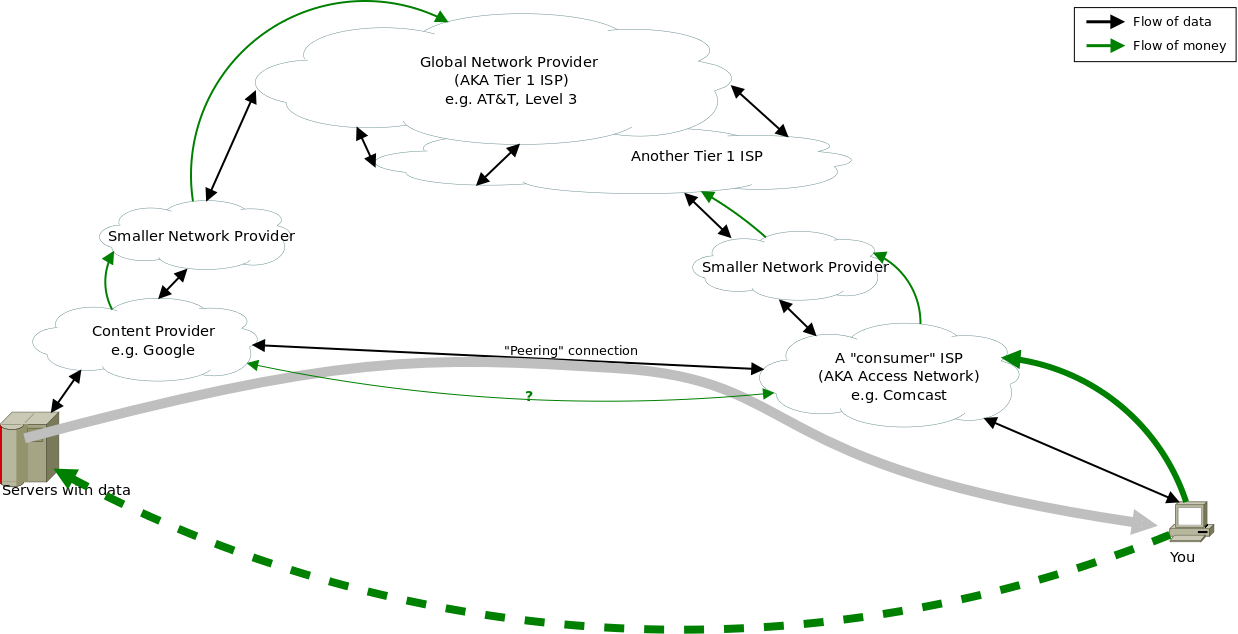 Flow of data
Flow of money
Global Network Provider
(AKA Tier 1 ISP)
e.g. AT&T, Level 3
Another Tier 1 ISP
Smaller Network Provider
Smaller Network Provider
Content Provider
e.g. Google
"Peering" connection
A "consumer" ISP
(AKA Access Network)
e.g. Comcast
?
Servers with data
You